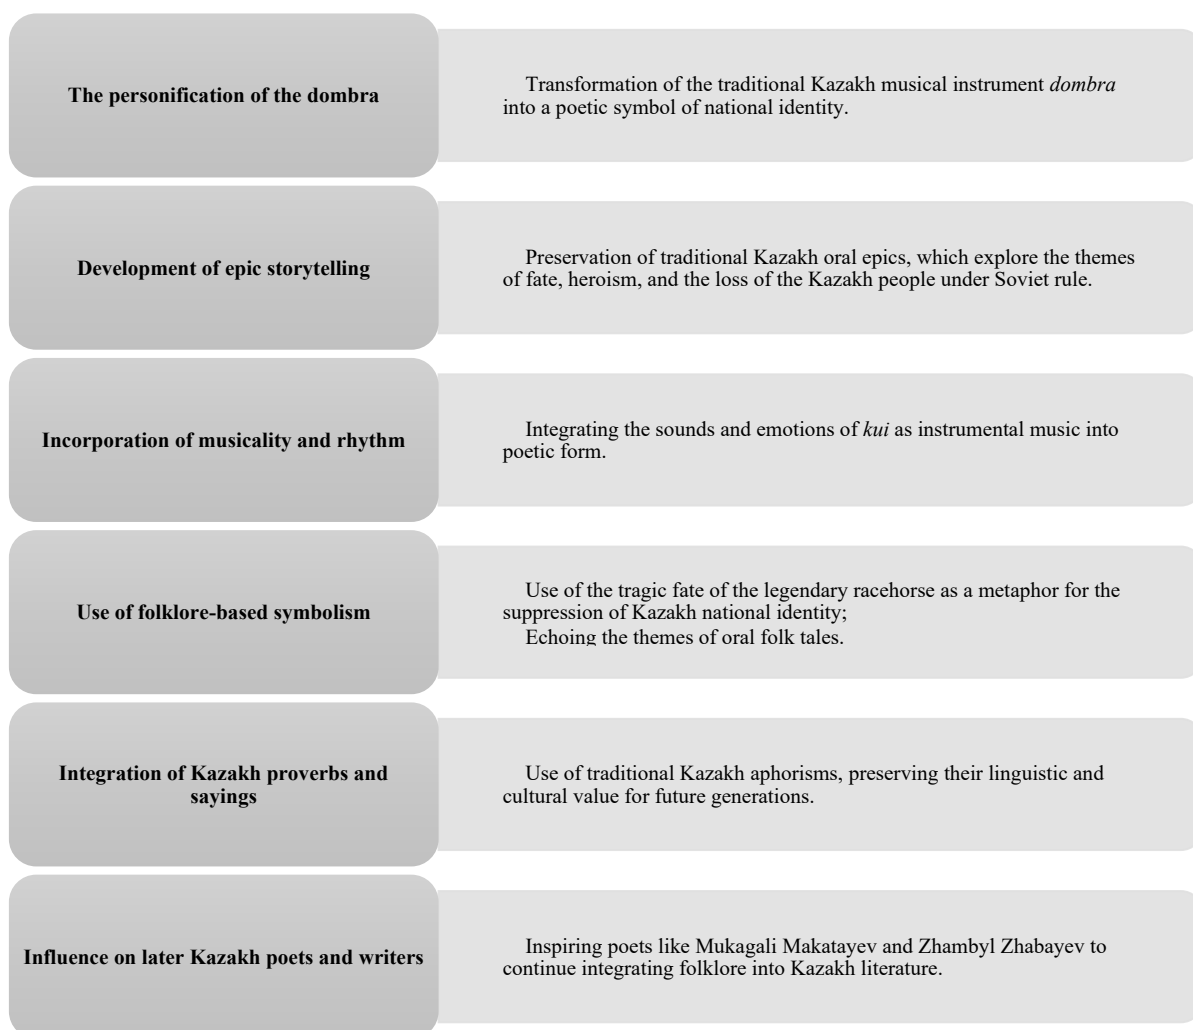 The personification of the dombra
Transformation of the traditional Kazakh musical instrument dombra
into a poetic symbol of national identity.
Development of epic storytelling
Preservation of traditional Kazakh oral epics, which explore the themes
of fate, heroism, and the loss of the Kazakh people under Soviet rule.
Incorporation of musicality and rhythm
Integrating the sounds and emotions of kui as instrumental music into
poetic form.
Use of folklore-based symbolism
Use of the tragic fate of the legendary racehorse as a metaphor for the
suppression of Kazakh national identity;
Echoing the themes of oral folk tales.
Integration of Kazakh proverbs and
sayings
Use of traditional Kazakh aphorisms, preserving their linguistic and
cultural value for future generations.
Influence on later Kazakh poets and writers
Inspiring poets like Mukagali Makatayev and Zhambyl Zhabayev to
continue integrating folklore into Kazakh literature.